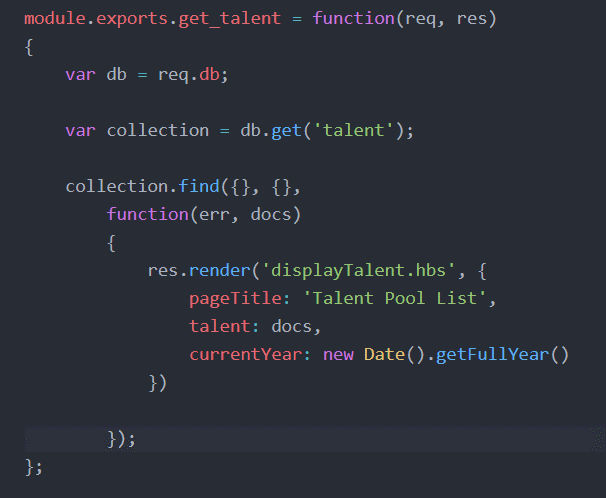 module.exports.get_talent = function(req, res)
{
    var db = req.db;

    var collection = db.get('talent');

    collection.find({}, {},
        function(err, docs)
        {
            res.render('displayTalent.hbs', {
                pageTitle: 'Talent Pool List',
                talent: docs,
                currentYear: new Date().getFullYear()
            })

        });
};